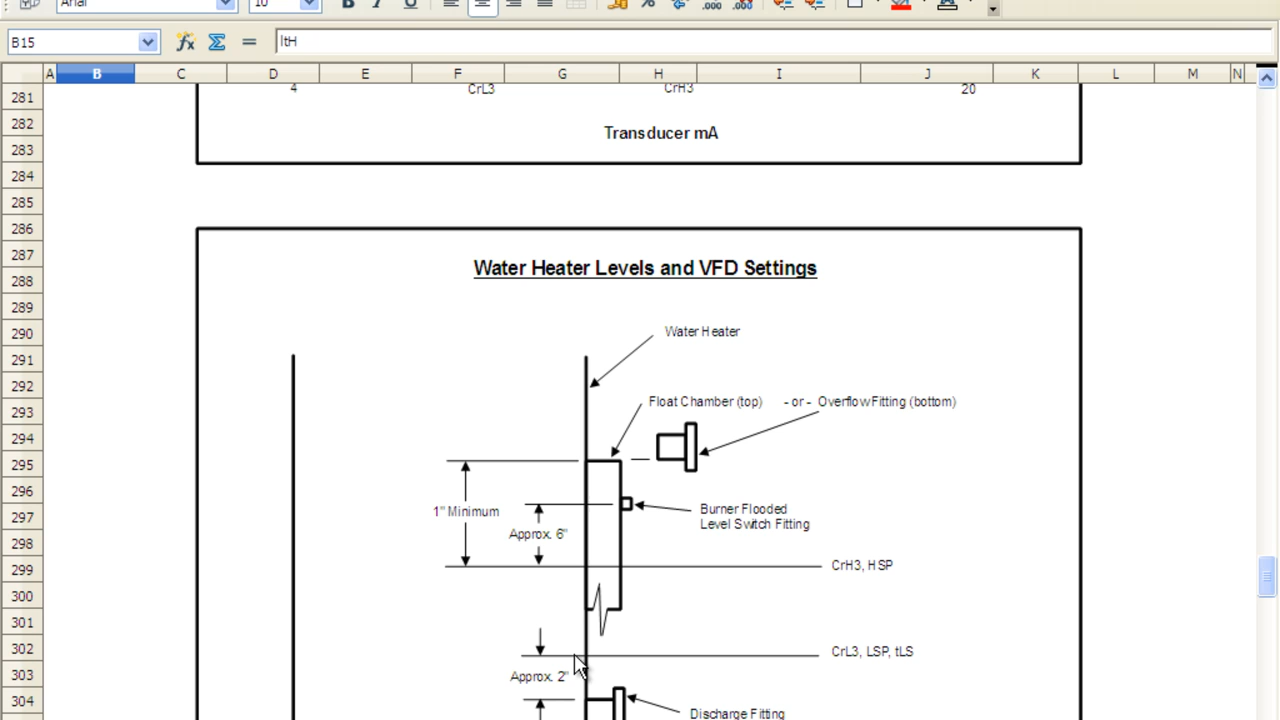 Arial 10 B I U %
B15 fx Σ = ltH
A B C D E F G H I J K L M N
281 4 CrL3 CrH3 20
282 Transducer mA
283
284
285
286
287 Water Heater Levels and VFD Settings
288
289
290 Water Heater
291
292
293 Float Chamber (top) - or - Overflow Fitting (bottom)
294
295
296
297 1" Minimum Burner Flooded
Level Switch Fitting
298 Approx. 6"
299 CrH3, HSP
300
301
302 CrL3, LSP, tLS
303 Approx. 2"
304 Discharge Fitting